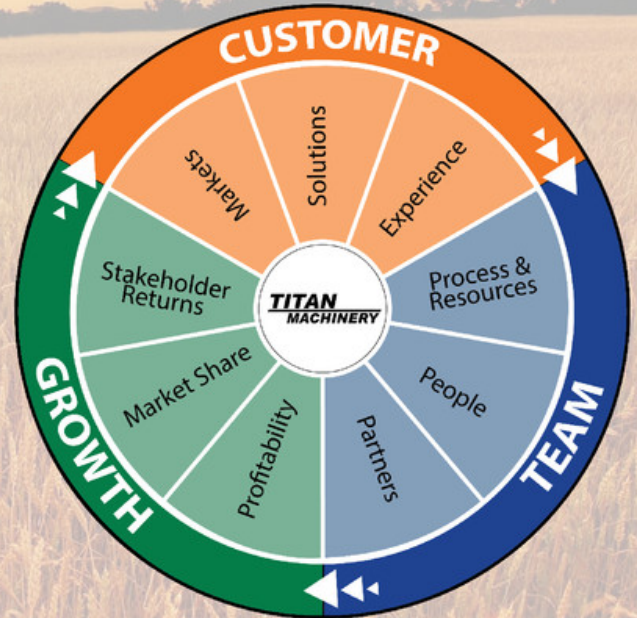 CUSTOMER
Markets
Solutions
Experience
TEAM
Process &
Resources
People
Partners
GROWTH
Profitability
Market Share
Stakeholder
Returns
TITAN
MACHINERY